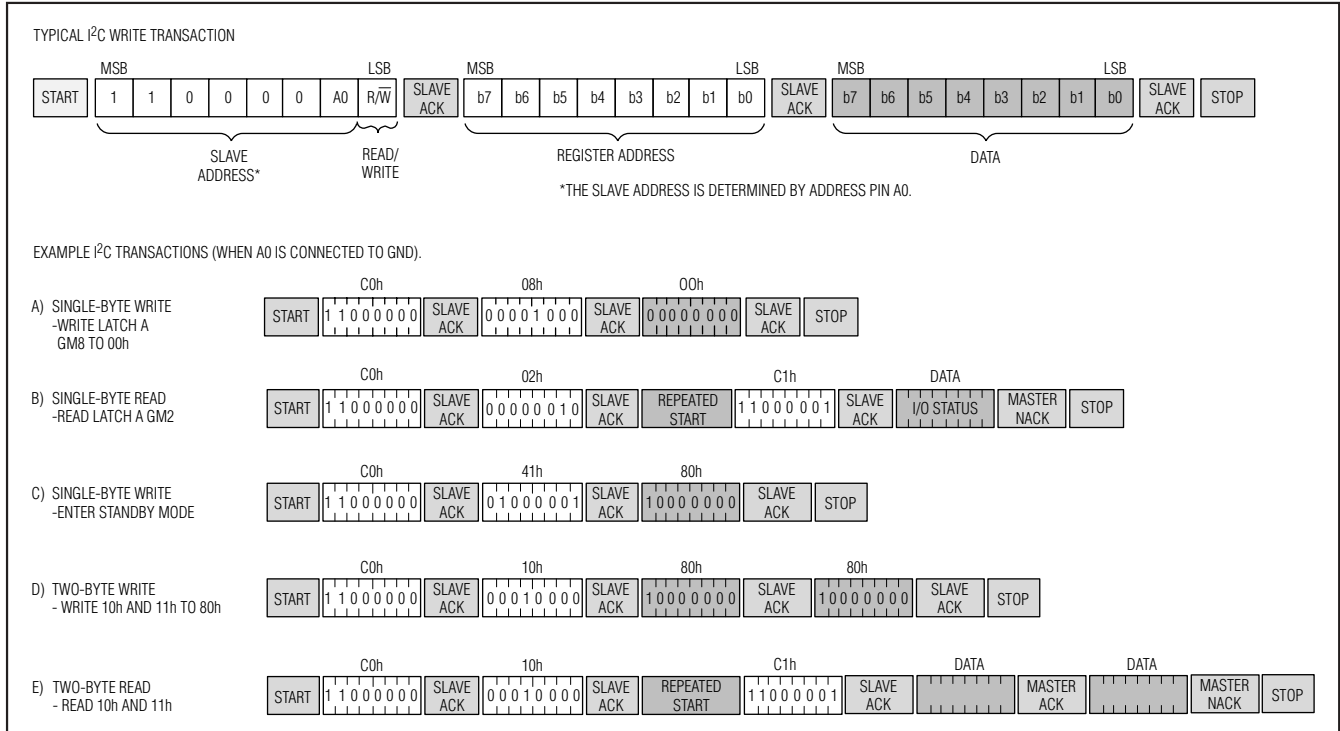 TYPICAL I²C WRITE TRANSACTION
MSB LSB MSB LSB MSB LSB
START 1 1 0 0 0 0 A0 R/W̅ SLAVE ACK b7 b6 b5 b4 b3 b2 b1 b0 SLAVE ACK b7 b6 b5 b4 b3 b2 b1 b0 SLAVE ACK STOP
SLAVE ADDRESS* READ/WRITE REGISTER ADDRESS DATA
*THE SLAVE ADDRESS IS DETERMINED BY ADDRESS PIN A0.
EXAMPLE I²C TRANSACTIONS (WHEN A0 IS CONNECTED TO GND).
C0h 08h 00h
A) SINGLE-BYTE WRITE
-WRITE LATCH A
GM8 TO 00h
START 1 1 0 0 0 0 0 0 SLAVE ACK 0 0 0 0 1 0 0 0 SLAVE ACK 0 0 0 0 0 0 0 0 SLAVE ACK STOP
C0h 02h C1h DATA
B) SINGLE-BYTE READ
-READ LATCH A GM2
START 1 1 0 0 0 0 0 0 SLAVE ACK 0 0 0 0 0 0 1 0 SLAVE ACK REPEATED START 1 1 0 0 0 0 0 1 SLAVE ACK I/O STATUS MASTER NACK STOP
C0h 41h 80h
C) SINGLE-BYTE WRITE
-ENTER STANDBY MODE
START 1 1 0 0 0 0 0 0 SLAVE ACK 0 1 0 0 0 0 0 1 SLAVE ACK 1 0 0 0 0 0 0 0 SLAVE ACK STOP
C0h 10h 80h 80h
D) TWO-BYTE WRITE
- WRITE 10h AND 11h TO 80h
START 1 1 0 0 0 0 0 0 SLAVE ACK 0 0 0 1 0 0 0 0 SLAVE ACK 1 0 0 0 0 0 0 0 SLAVE ACK 1 0 0 0 0 0 0 0 SLAVE ACK STOP
C0h 10h C1h DATA DATA
E) TWO-BYTE READ
- READ 10h AND 11h
START 1 1 0 0 0 0 0 0 SLAVE ACK 0 0 0 1 0 0 0 0 SLAVE ACK REPEATED START 1 1 0 0 0 0 0 1 SLAVE ACK MASTER ACK MASTER NACK STOP